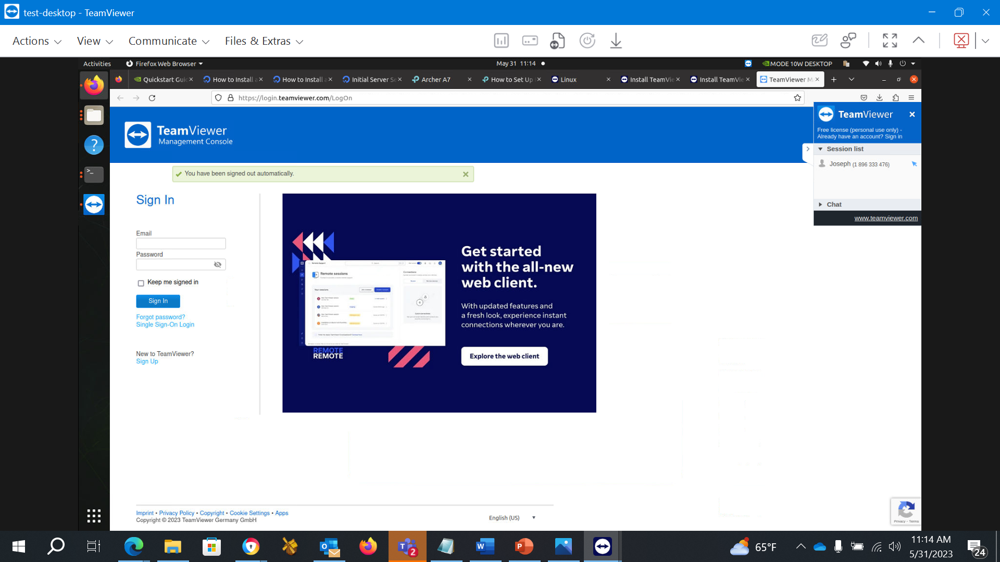 test-desktop - TeamViewer
Actions View Communicate Files & Extras
Activities Firefox Web Browser May 31 11:14 MODE 10W DESKTOP
Quickstart Gui How to Install a How to Install a Initial Server Se Archer A7 How to Set Up Linux Install TeamVie Install TeamVie TeamViewer M
https://login.teamviewer.com/LogOn
TeamViewer
Management Console
TeamViewer
Free license (personal use only) -
Already have an account? Sign in
Session list
Joseph (1 896 333 476)
Chat
www.teamviewer.com
You have been signed out automatically.
Sign In
Email
Password
Keep me signed in
Sign In
Forgot password?
Single Sign-On Login
New to TeamViewer?
Sign Up
Remote sessions
Your sessions
REMOTE
REMOTE
Get started
with the all-new
web client.
With updated features and
a fresh look, experience instant
connections wherever you are.
Explore the web client
Imprint • Privacy Policy • Copyright • Cookie Settings • Apps
Copyright © 2023 TeamViewer Germany GmbH
English (US)
Privacy - Terms
2
65°F
11:14 AM
5/31/2023
24